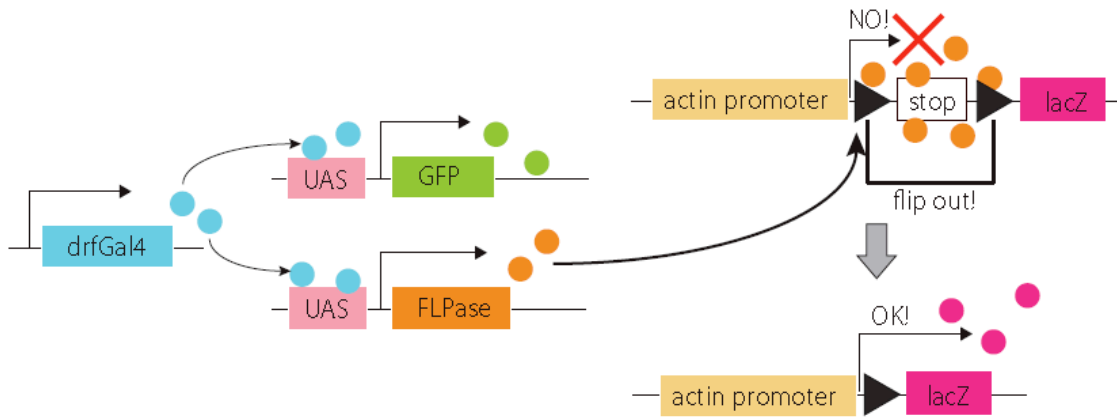 NO!
actin promoter
stop
lacZ
UAS
GFP
flip out!
drfGal4
UAS
FLPase
OK!
actin promoter
lacZ